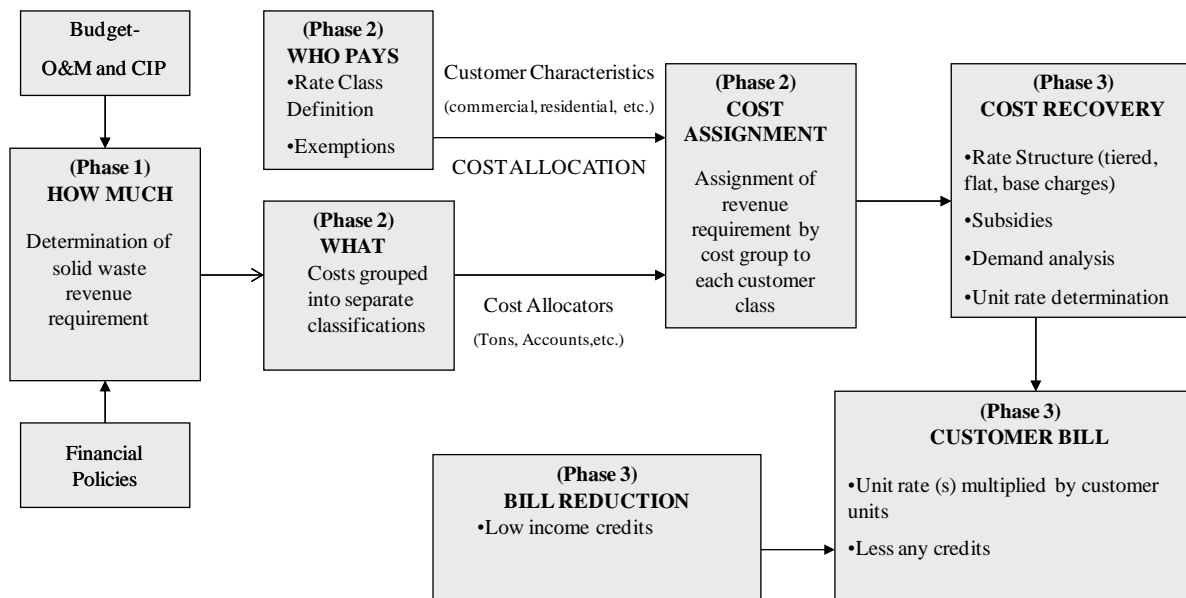 Budget-
O&M and CIP
(Phase 1)
HOW MUCH
Determination of
solid waste
revenue
requirement
Financial
Policies
(Phase 2)
WHO PAYS
•Rate Class
Definition
•Exemptions
(Phase 2)
WHAT
Costs grouped
into separate
classifications
Customer Characteristics
(commercial, residential, etc.)
COST ALLOCATION
Cost Allocators
(Tons, Accounts,etc.)
(Phase 2)
COST
ASSIGNMENT
Assignment of
revenue
requirement by
cost group to
each customer
class
(Phase 3)
COST RECOVERY
•Rate Structure (tiered,
flat, base charges)
•Subsidies
•Demand analysis
•Unit rate determination
(Phase 3)
BILL REDUCTION
•Low income credits
(Phase 3)
CUSTOMER BILL
•Unit rate (s) multiplied by customer
units
•Less any credits